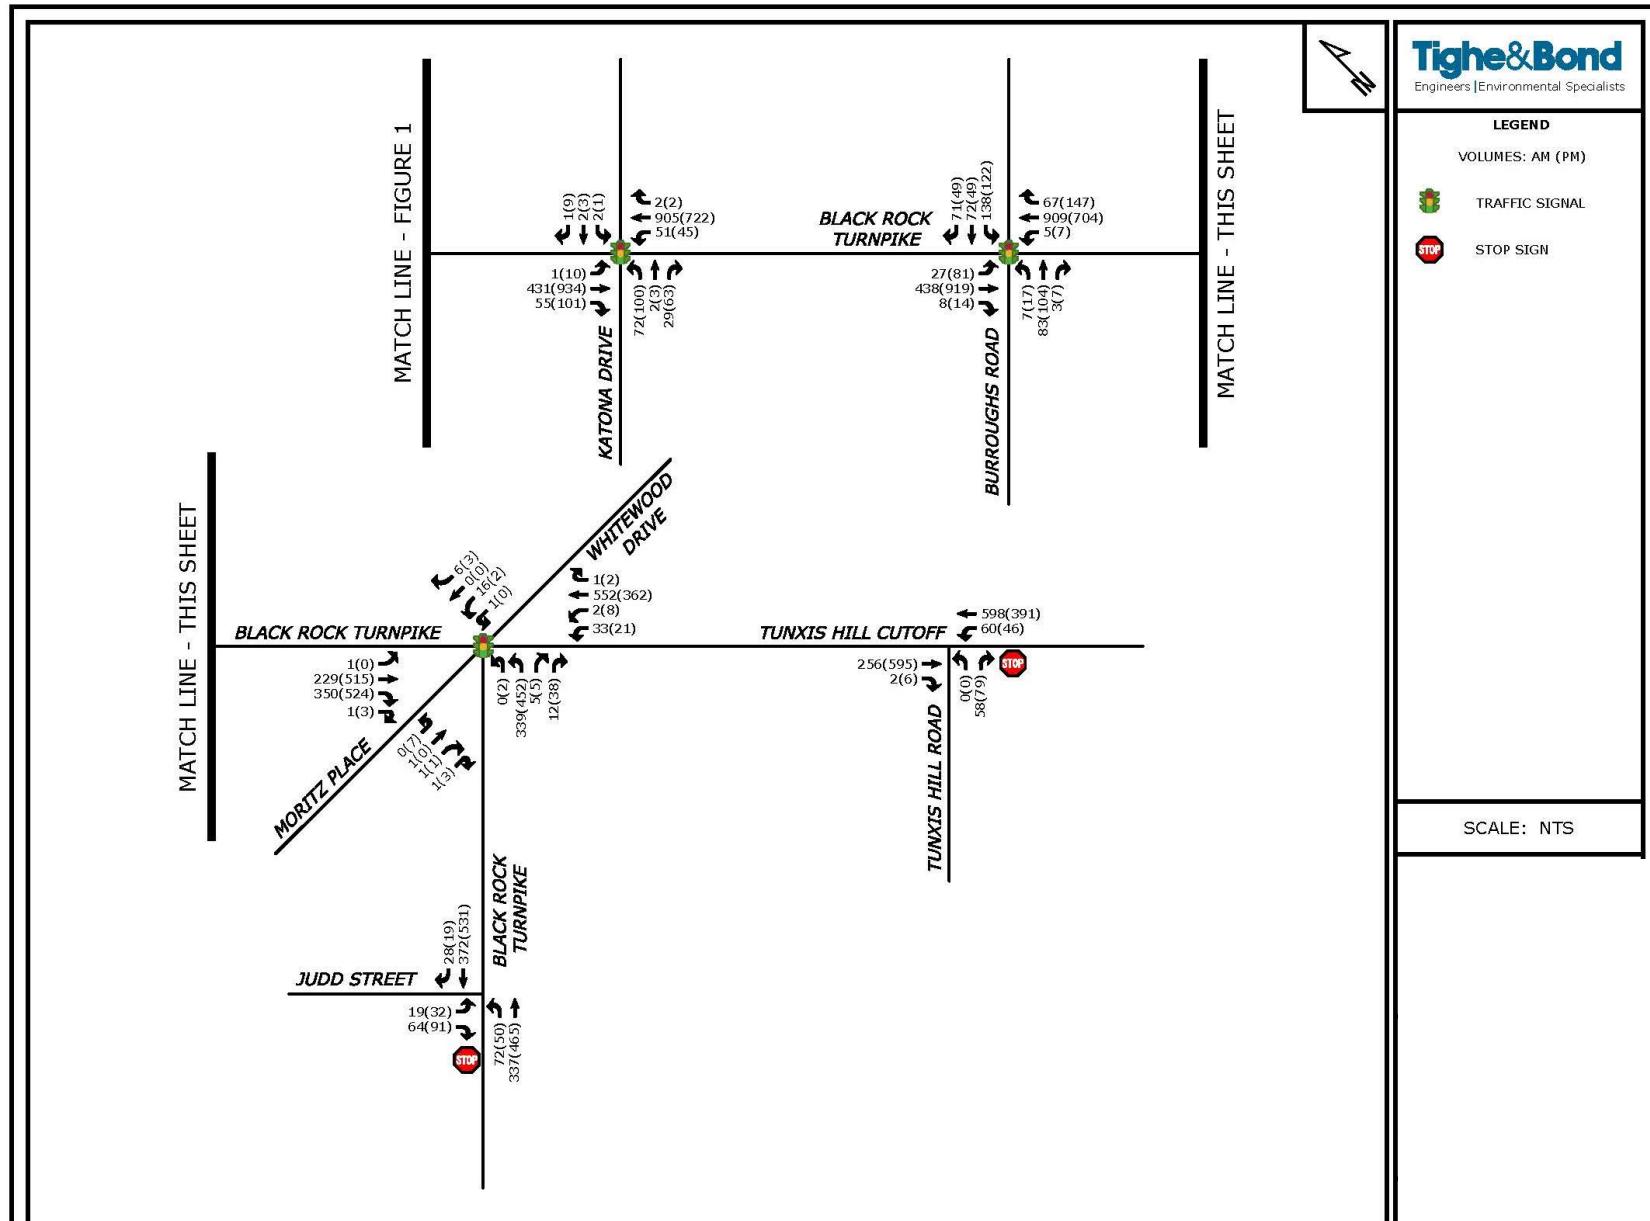 Tighe&Bond
Engineers | Environmental Specialists
LEGEND
VOLUMES: AM (PM)
TRAFFIC SIGNAL
STOP
STOP SIGN
SCALE: NTS
N
MATCH LINE - FIGURE 1
1(9)
2(3)
2(1)
2(2)
905(722)
51(45)
1(10)
431(934)
55(101)
72(100)
2(3)
29(63)
KATONA DRIVE
BLACK ROCK
TURNPIKE
71(49)
72(49)
138(122)
67(147)
909(704)
5(7)
27(81)
438(919)
8(14)
7(17)
83(104)
3(7)
BURROUGHS ROAD
MATCH LINE - THIS SHEET
MATCH LINE - THIS SHEET
WHITEWOOD
DRIVE
6(3)
0(0)
16(2)
1(0)
1(2)
552(362)
2(8)
33(21)
BLACK ROCK TURNPIKE
1(0)
229(515)
350(524)
1(3)
0(2)
339(452)
5(5)
12(38)
0(7)
1(0)
1(1)
1(3)
MORITZ PLACE
TUNXIS HILL CUTOFF
598(391)
60(46)
256(595)
2(6)
0(0)
58(79)
STOP
TUNXIS HILL ROAD
BLACK ROCK
TURNPIKE
28(19)
372(531)
JUDD STREET
19(32)
64(91)
STOP
72(50)
337(465)